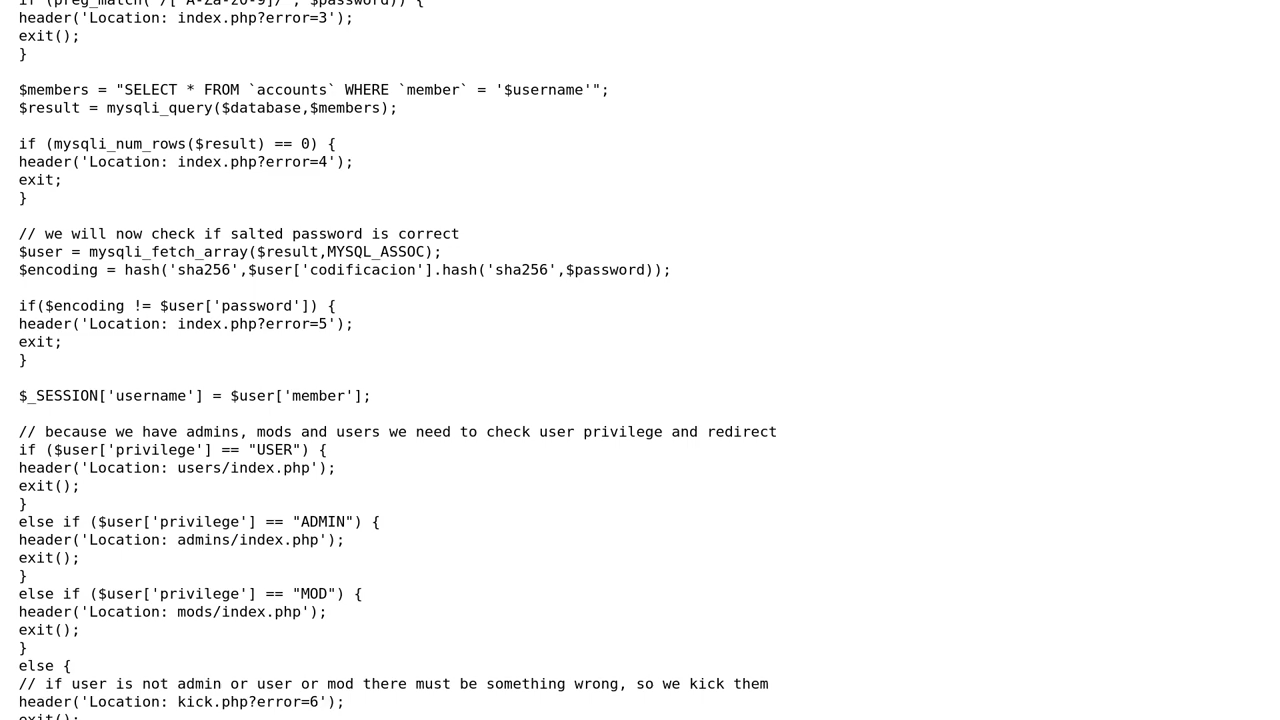 if (preg_match('/[^A-Za-z0-9]/', $password)) {
header('Location: index.php?error=3');
exit();
}
$members = "SELECT * FROM `accounts` WHERE `member` = '$username'";
$result = mysqli_query($database,$members);
if (mysqli_num_rows($result) == 0) {
header('Location: index.php?error=4');
exit;
}
// we will now check if salted password is correct
$user = mysqli_fetch_array($result,MYSQL_ASSOC);
$encoding = hash('sha256',$user['codificacion'].hash('sha256',$password));
if($encoding != $user['password']) {
header('Location: index.php?error=5');
exit;
}
$_SESSION['username'] = $user['member'];
// because we have admins, mods and users we need to check user privilege and redirect
if ($user['privilege'] == "USER") {
header('Location: users/index.php');
exit();
}
else if ($user['privilege'] == "ADMIN") {
header('Location: admins/index.php');
exit();
}
else if ($user['privilege'] == "MOD") {
header('Location: mods/index.php');
exit();
}
else {
// if user is not admin or user or mod there must be something wrong, so we kick them
header('Location: kick.php?error=6');
exit();